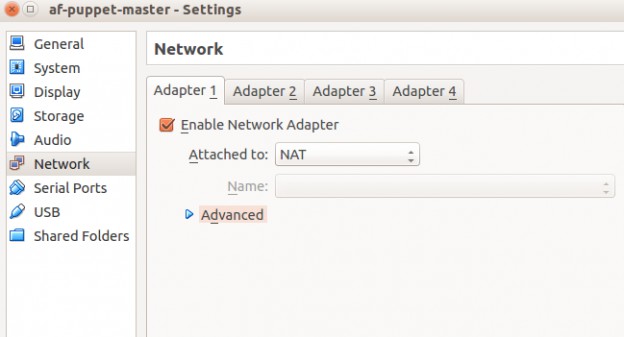 af-puppet-master - Settings
General
System
Display
Storage
Audio
Network
Serial Ports
USB
Shared Folders
Network
Adapter 1 Adapter 2 Adapter 3 Adapter 4
Enable Network Adapter
Attached to: NAT
Name:
Advanced